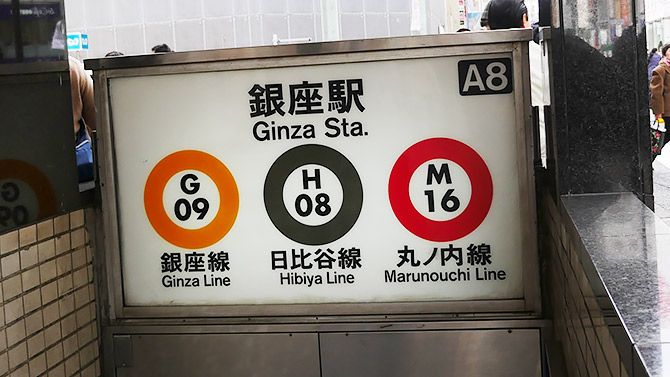 銀座駅
Ginza Sta.
A8
G
09
H
08
M
16
銀座線
Ginza Line
日比谷線
Hibiya Line
丸ノ内線
Marunouchi Line
G
09